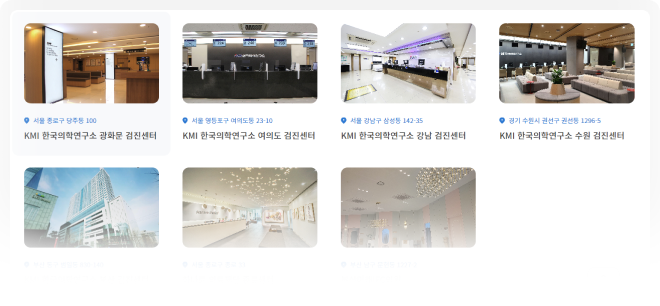 서울 종로구 당주동 100
KMI 한국의학연구소 광화문 검진센터
서울 영등포구 여의도동 23-10
KMI 한국의학연구소 여의도 검진센터
서울 강남구 삼성동 142-35
KMI 한국의학연구소 강남 검진센터
경기 수원시 권선구 권선동 1296-5
KMI 한국의학연구소 수원 검진센터